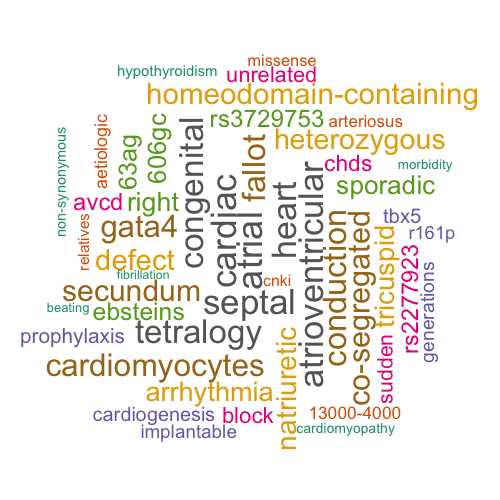 missense
hypothyroidism
unrelated
homeodomain-containing
rs3729753
arteriosus
heterozygous
non-synonymous
aetiologic
63ag
606gc
congenital
fallot
chds
morbidity
sporadic
avcd
right
cardiac
atrial
heart
atrioventricular
tbx5
r161p
relatives
gata4
defect
conduction
co-segregated
tricuspid
rs2277923
generations
fibrillation
cnki
secundum
septal
beating
ebsteins
prophylaxis
tetralogy
natriuretic
sudden
cardiomyocytes
arrhythmia
cardiogenesis
block
13000-4000
implantable
cardiomyopathy